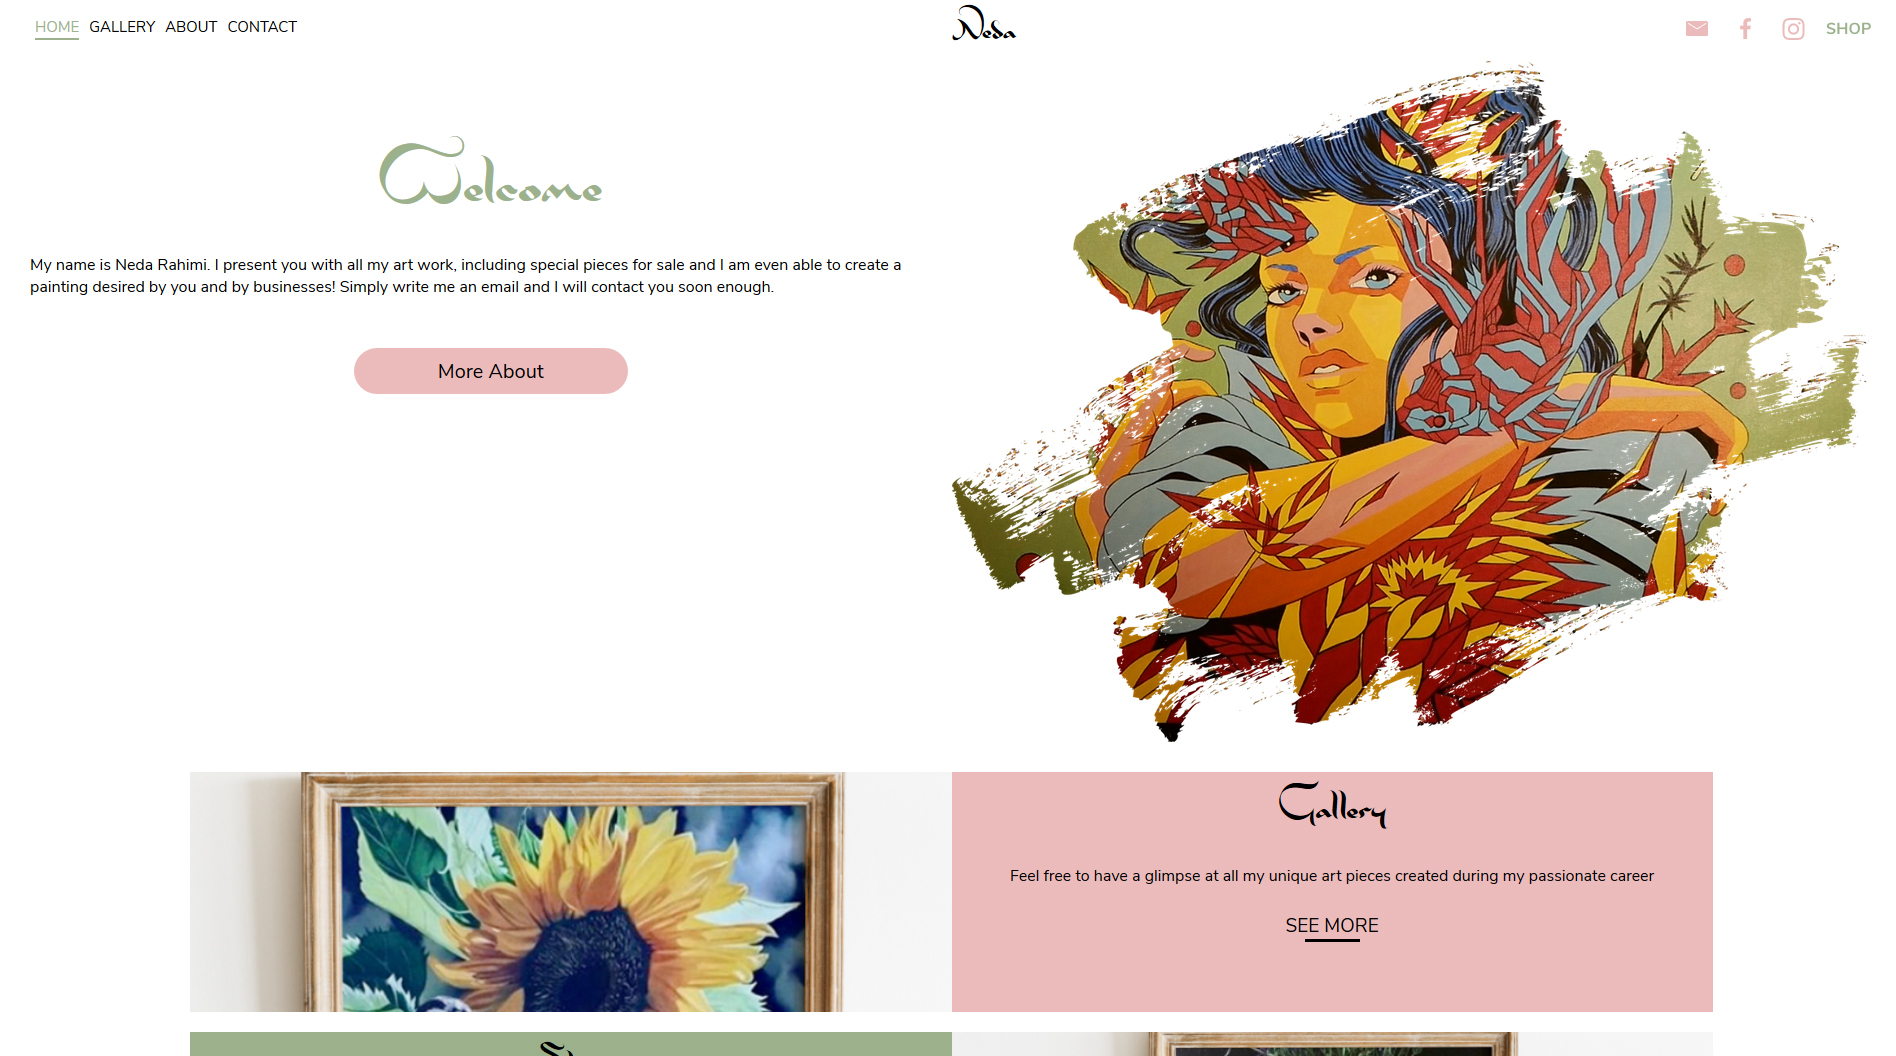 HOME GALLERY ABOUT CONTACT
Neda
SHOP
Welcome
My name is Neda Rahimi. I present you with all my art work, including special pieces for sale and I am even able to create a
painting desired by you and by businesses! Simply write me an email and I will contact you soon enough.
More About
Gallery
Feel free to have a glimpse at all my unique art pieces created during my passionate career
SEE MORE